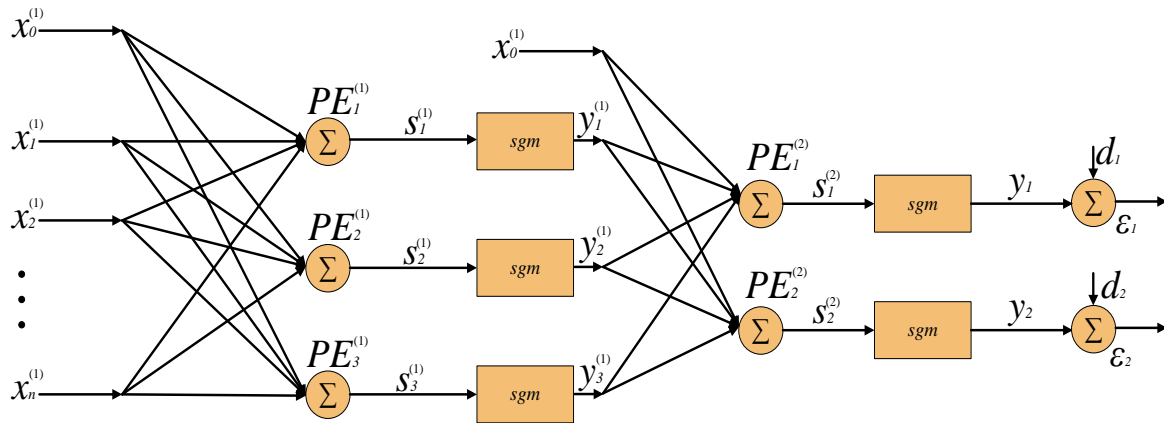 x₀⁽¹⁾
x₁⁽¹⁾
x₂⁽¹⁾
xₙ⁽¹⁾
PE₁⁽¹⁾
Σ
s₁⁽¹⁾
sgm
y₁⁽¹⁾
PE₂⁽¹⁾
Σ
s₂⁽¹⁾
sgm
y₂⁽¹⁾
PE₃⁽¹⁾
Σ
s₃⁽¹⁾
sgm
y₃⁽¹⁾
x₀⁽¹⁾
PE₁⁽²⁾
Σ
s₁⁽²⁾
sgm
y₁
d₁
Σ
ε₁
PE₂⁽²⁾
Σ
s₂⁽²⁾
sgm
y₂
d₂
Σ
ε₂